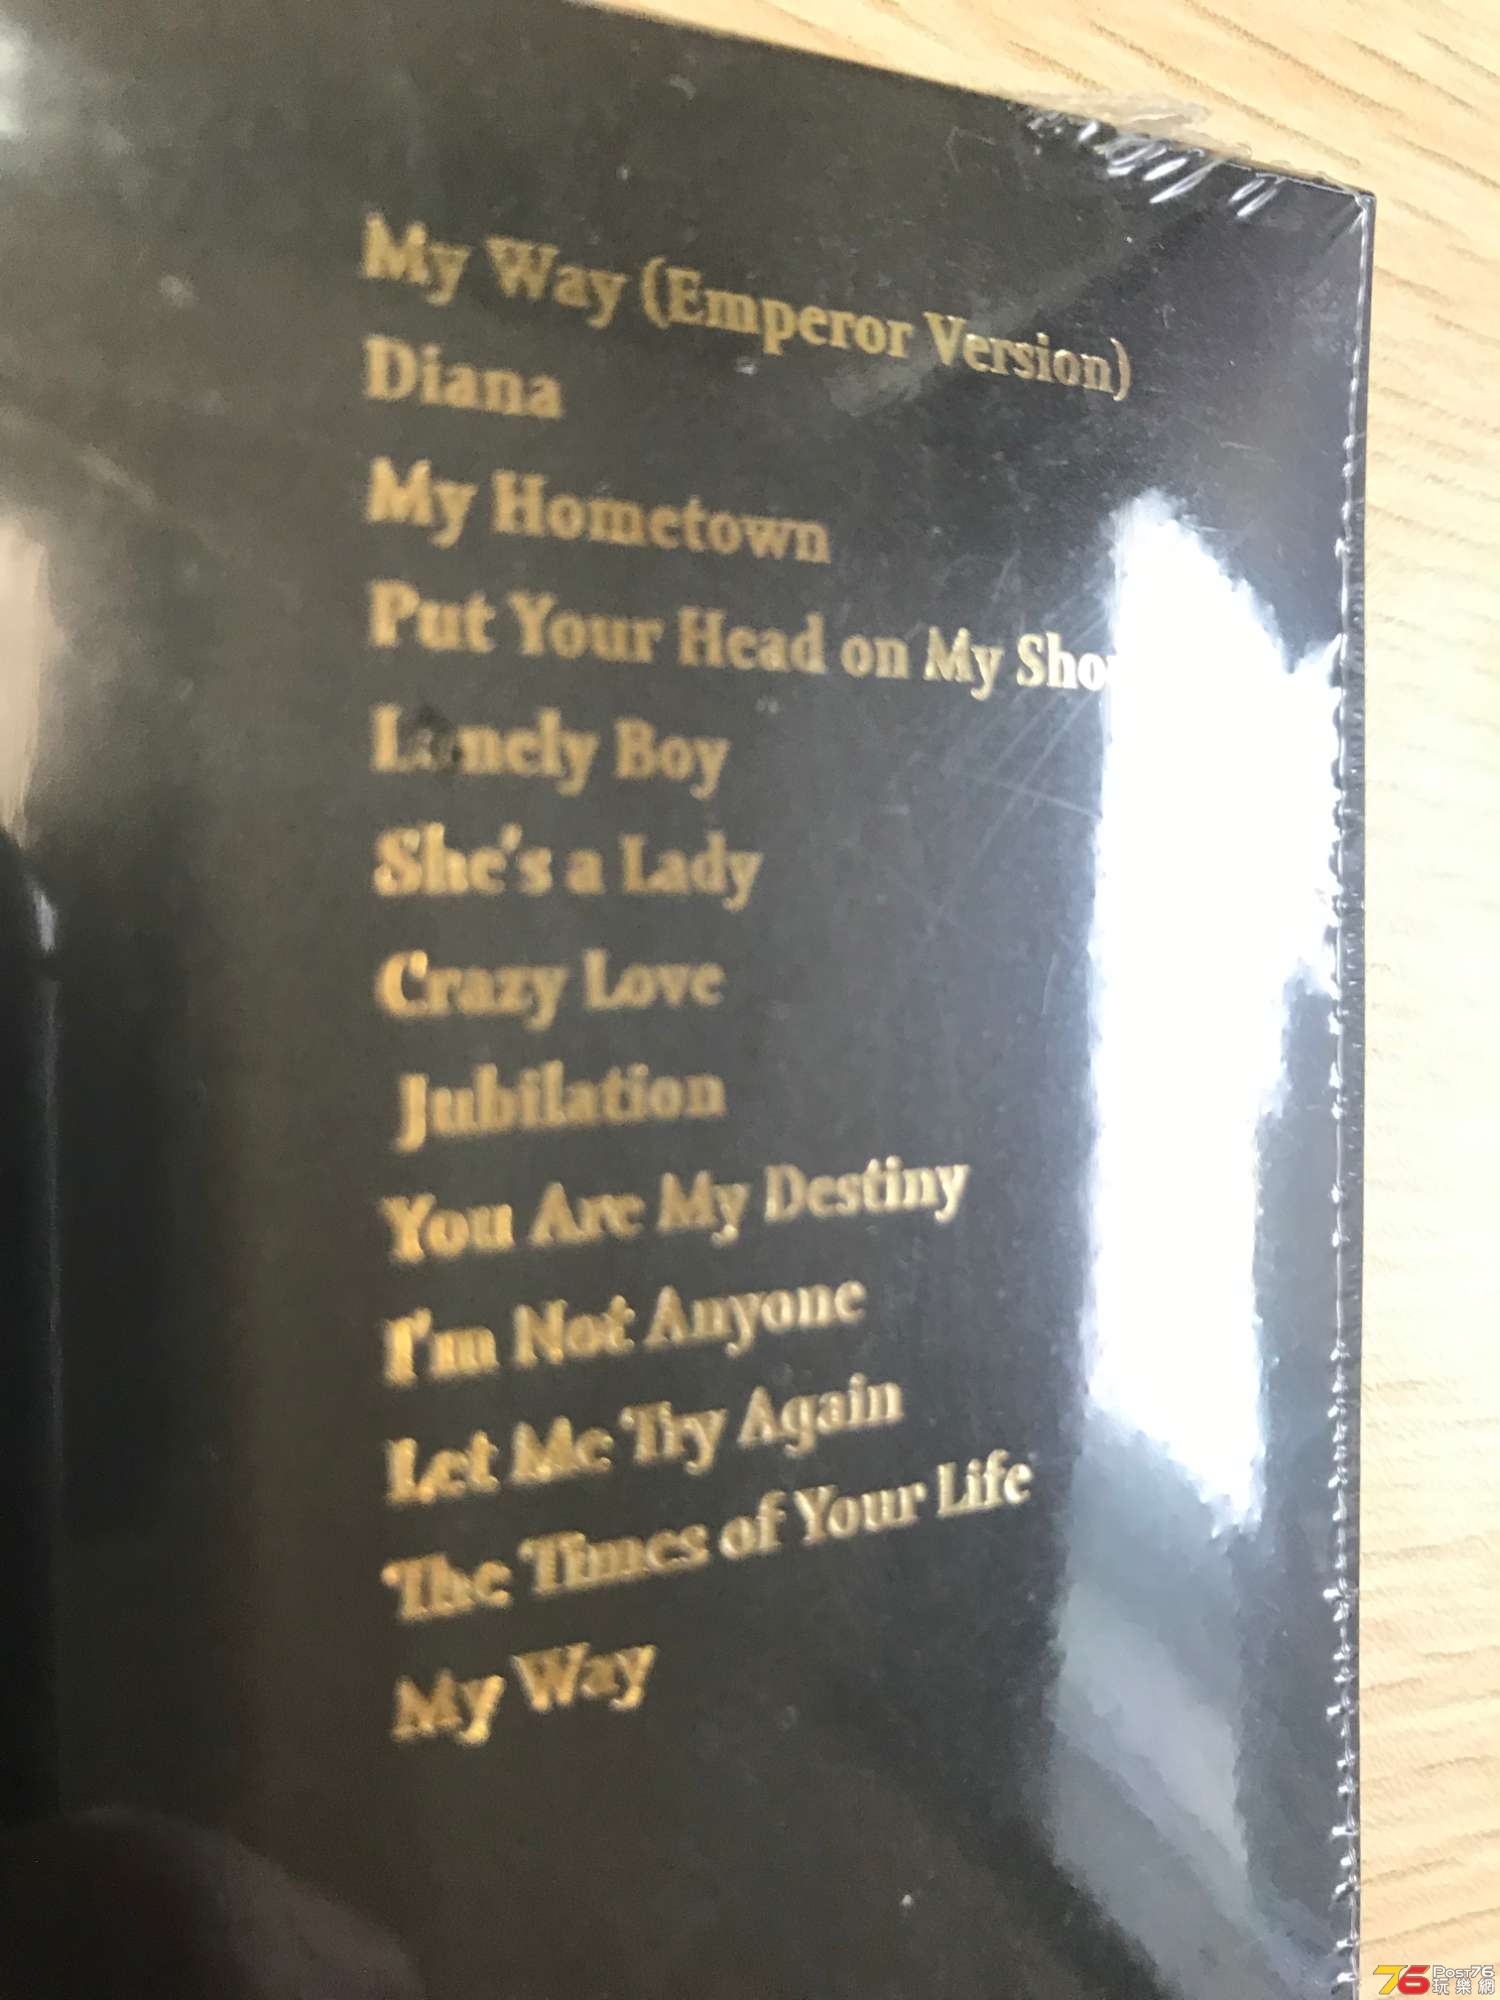 My Way (Emperor Version)
Diana
My Hometown
Put Your Head on My Sho
Lonely Boy
She's a Lady
Crazy Love
Jubilation
You Are My Destiny
I'm Not Anyone
Let Me Try Again
The Times of Your Life
My Way
76 Post76
玩樂網